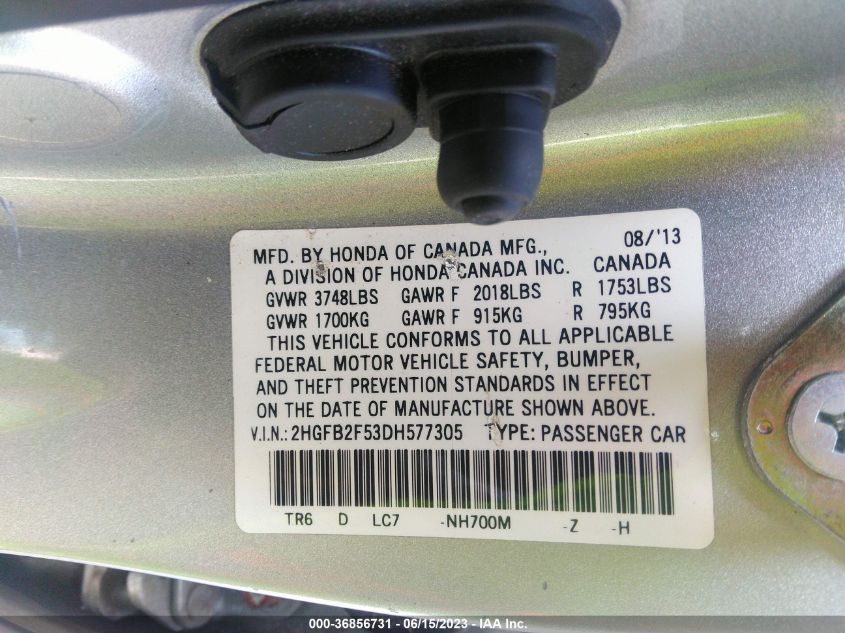 MFD. BY HONDA OF CANADA MFG., 08/'13
A DIVISION OF HONDA CANADA INC. CANADA
GVWR 3748LBS GAWR F 2018LBS R 1753LBS
GVWR 1700KG GAWR F 915KG R 795KG
THIS VEHICLE CONFORMS TO ALL APPLICABLE
FEDERAL MOTOR VEHICLE SAFETY, BUMPER,
AND THEFT PREVENTION STANDARDS IN EFFECT
ON THE DATE OF MANUFACTURE SHOWN ABOVE.
V.I.N.: 2HGFB2F53DH577305 TYPE: PASSENGER CAR
TR6 D LC7 -NH700M -Z -H
000-36856731 - 06/15/2023 - IAA Inc.